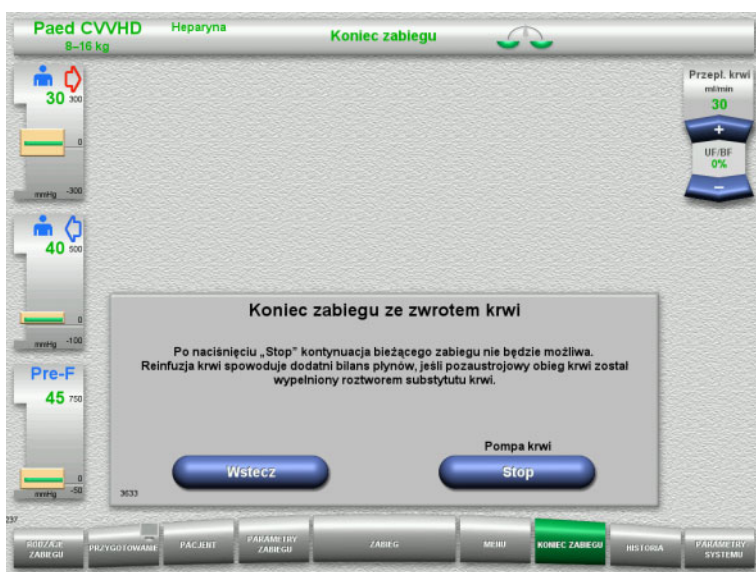 Paed CVVHD Heparyna Koniec zabiegu
8–16 kg
30 300
0
mmHg -300
40 500
0
mmHg -100
Pre-F
45 750
0
mmHg -50
Przepł. krwi
ml/min
30
+
UF/BF
0%
–
Koniec zabiegu ze zwrotem krwi
Po naciśnięciu „Stop” kontynuacja bieżącego zabiegu nie będzie możliwa.
Reinfuzja krwi spowoduje dodatni bilans płynów, jeśli pozaustrojowy obieg krwi został
wypełniony roztworem substytutu krwi.
Pompa krwi
Wstecz Stop
3633
237
RODZAJE ZABIEGU
PRZYGOTOWANIE
PACJENT
PARAMETRY ZABIEGU
ZABIEG
MENU
KONIEC ZABIEGU
HISTORIA
PARAMETRY SYSTEMU